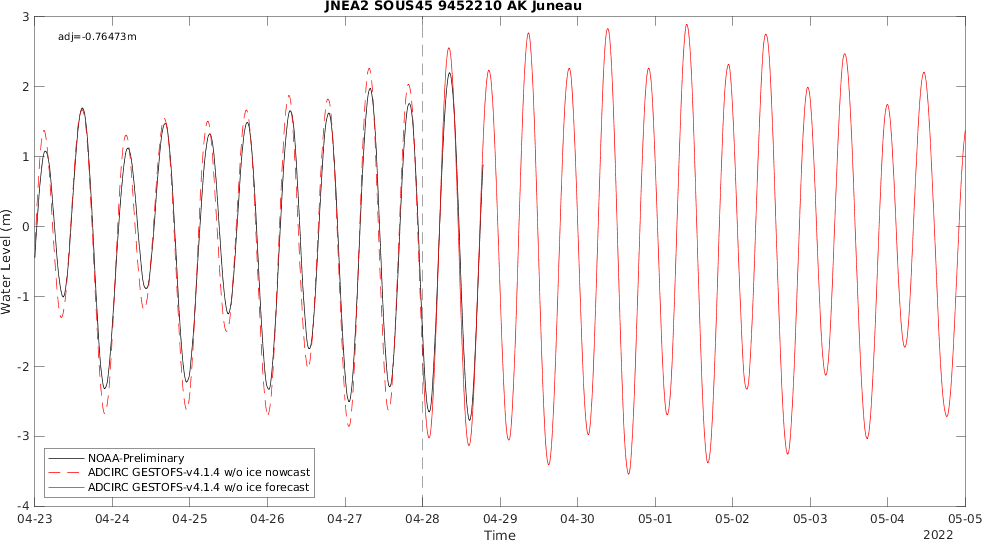 JNEA2 SOUS45 9452210 AK Juneau
adj=-0.76473m
3
2
1
0
-1
-2
-3
-4
Water Level (m)
NOAA-Preliminary
ADCIRC GESTOFS-v4.1.4 w/o ice nowcast
ADCIRC GESTOFS-v4.1.4 w/o ice forecast
04-23 04-24 04-25 04-26 04-27 04-28 04-29 04-30 05-01 05-02 05-03 05-04 05-05
Time
2022